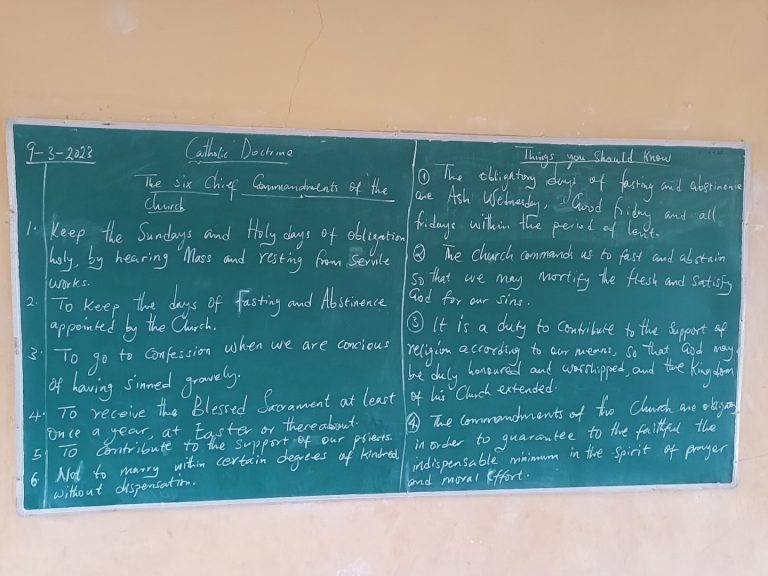 9-3-2023
Catholic Doctrine
The six Chief Commandments of the
Church
1. Keep the Sundays and Holy days of obligation
holy, by hearing Mass and resting from Servile
works.
2. To keep the days of Fasting and Abstinence
appointed by the Church.
3. To go to confession when we are concious
of having sinned gravely.
4. To receive the Blessed Sacrament at least
once a year, at Easter or thereabout.
5. To contribute to the support of our priests.
6. Not to marry within certain degrees of kindred
without dispensation.
Things you should know
1 The obligatory days of fasting and abstinence
are Ash Wednesday, Good friday and all
fridays within the period of lent.
2 The Church commands us to fast and abstain
so that we may mortify the flesh and satisfy
God for our sins.
3 It is a duty to contribute to the support of
religion according to our means, so that God may
be duly honoured and worshipped, and the kingdom
of his Church extended.
4 The commandments of the Church are
in order to guarantee to the faithful the
indispensable minimum in the spirit of prayer
and moral effort.